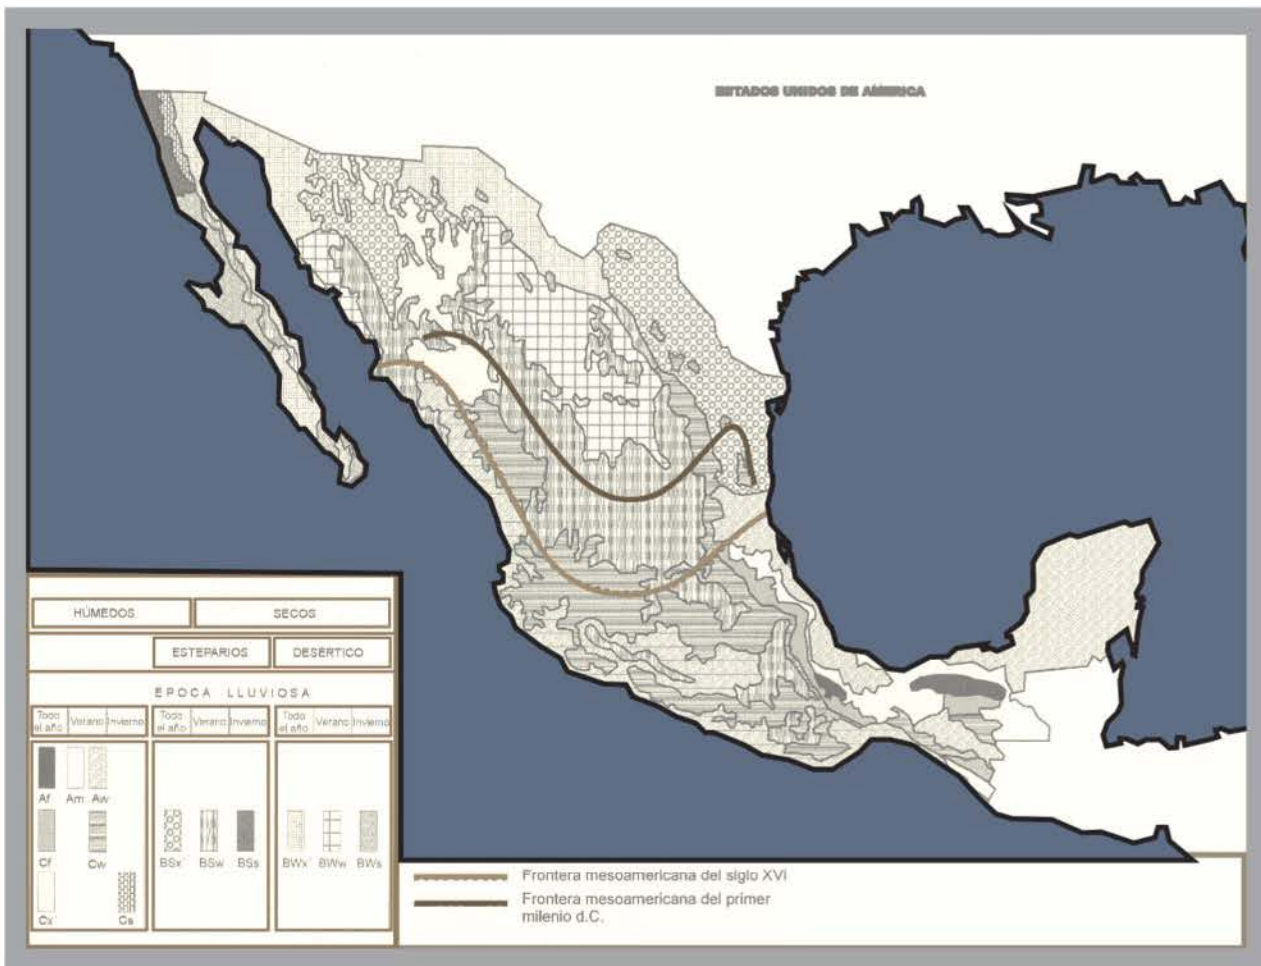 ESTADOS UNIDOS DE AMÉRICA
HÚMEDOS SECOS
ESTEPARIOS DESÉRTICO
EPOCA LLUVIOSA
Todo el año Verano Invierno Todo el año Verano Invierno Todo el año Verano Invierno
Af Am Aw
Cf Cw BSx' BSw BSs BWx' BWw BWs
Cx' Cs
Frontera mesoamericana del siglo XVI
Frontera mesoamericana del primer
milenio d.C.